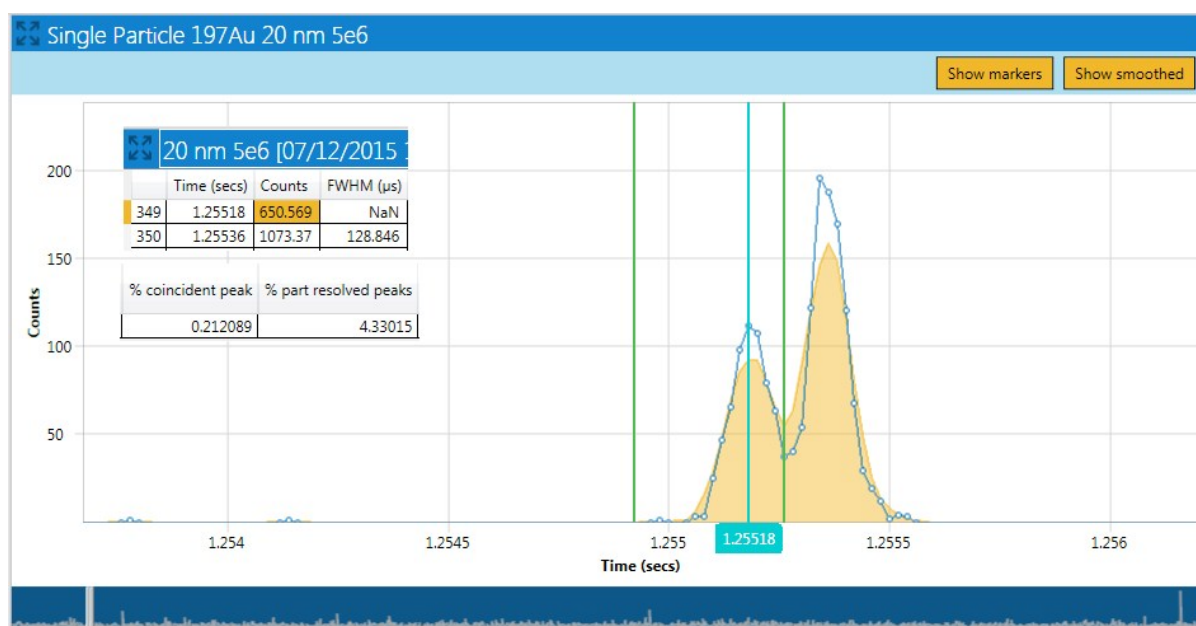 Single Particle 197Au 20 nm 5e6
Show markers Show smoothed
20 nm 5e6 [07/12/2015 1
Time (secs) Counts FWHM (µs)
349 1.25518 650.569 NaN
350 1.25536 1073.37 128.846
% coincident peak % part resolved peaks
0.212089 4.33015
Counts
200
150
100
50
1.254 1.2545 1.255 1.25518 1.2555 1.256
Time (secs)